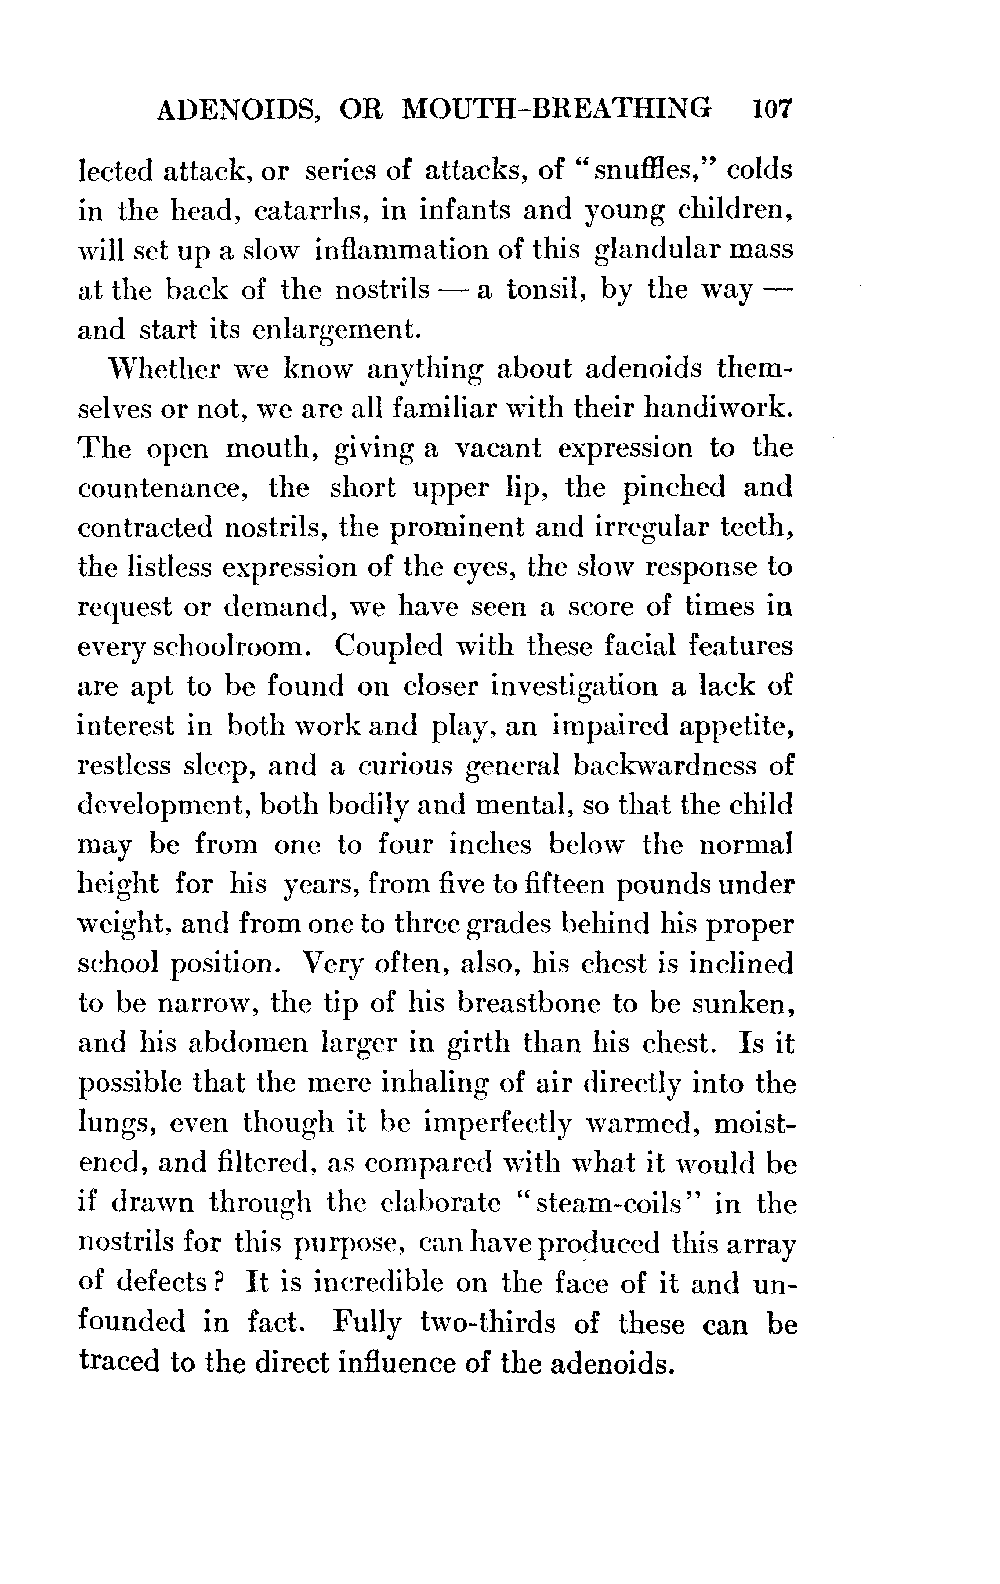 ADENOIDS, OR MOUTH-BREATHING 107
lected attack, or series of attacks, of “snuffles,” colds
in the head, catarrhs, in infants and young children,
will set up a slow inflammation of this glandular mass
at the back of the nostrils — a tonsil, by the way —
and start its enlargement.
Whether we know anything about adenoids them-
selves or not, we are all familiar with their handiwork.
The open mouth, giving a vacant expression to the
countenance, the short upper lip, the pinched and
contracted nostrils, the prominent and irregular teeth,
the listless expression of the eyes, the slow response to
request or demand, we have seen a score of times in
every schoolroom. Coupled with these facial features
are apt to be found on closer investigation a lack of
interest in both work and play, an impaired appetite,
restless sleep, and a curious general backwardness of
development, both bodily and mental, so that the child
may be from one to four inches below the normal
height for his years, from five to fifteen pounds under
weight, and from one to three grades behind his proper
school position. Very often, also, his chest is inclined
to be narrow, the tip of his breastbone to be sunken,
and his abdomen larger in girth than his chest. Is it
possible that the mere inhaling of air directly into the
lungs, even though it be imperfectly warmed, moist-
ened, and filtered, as compared with what it would be
if drawn through the elaborate “steam-coils” in the
nostrils for this purpose, can have produced this array
of defects? It is incredible on the face of it and un-
founded in fact. Fully two-thirds of these can be
traced to the direct influence of the adenoids.